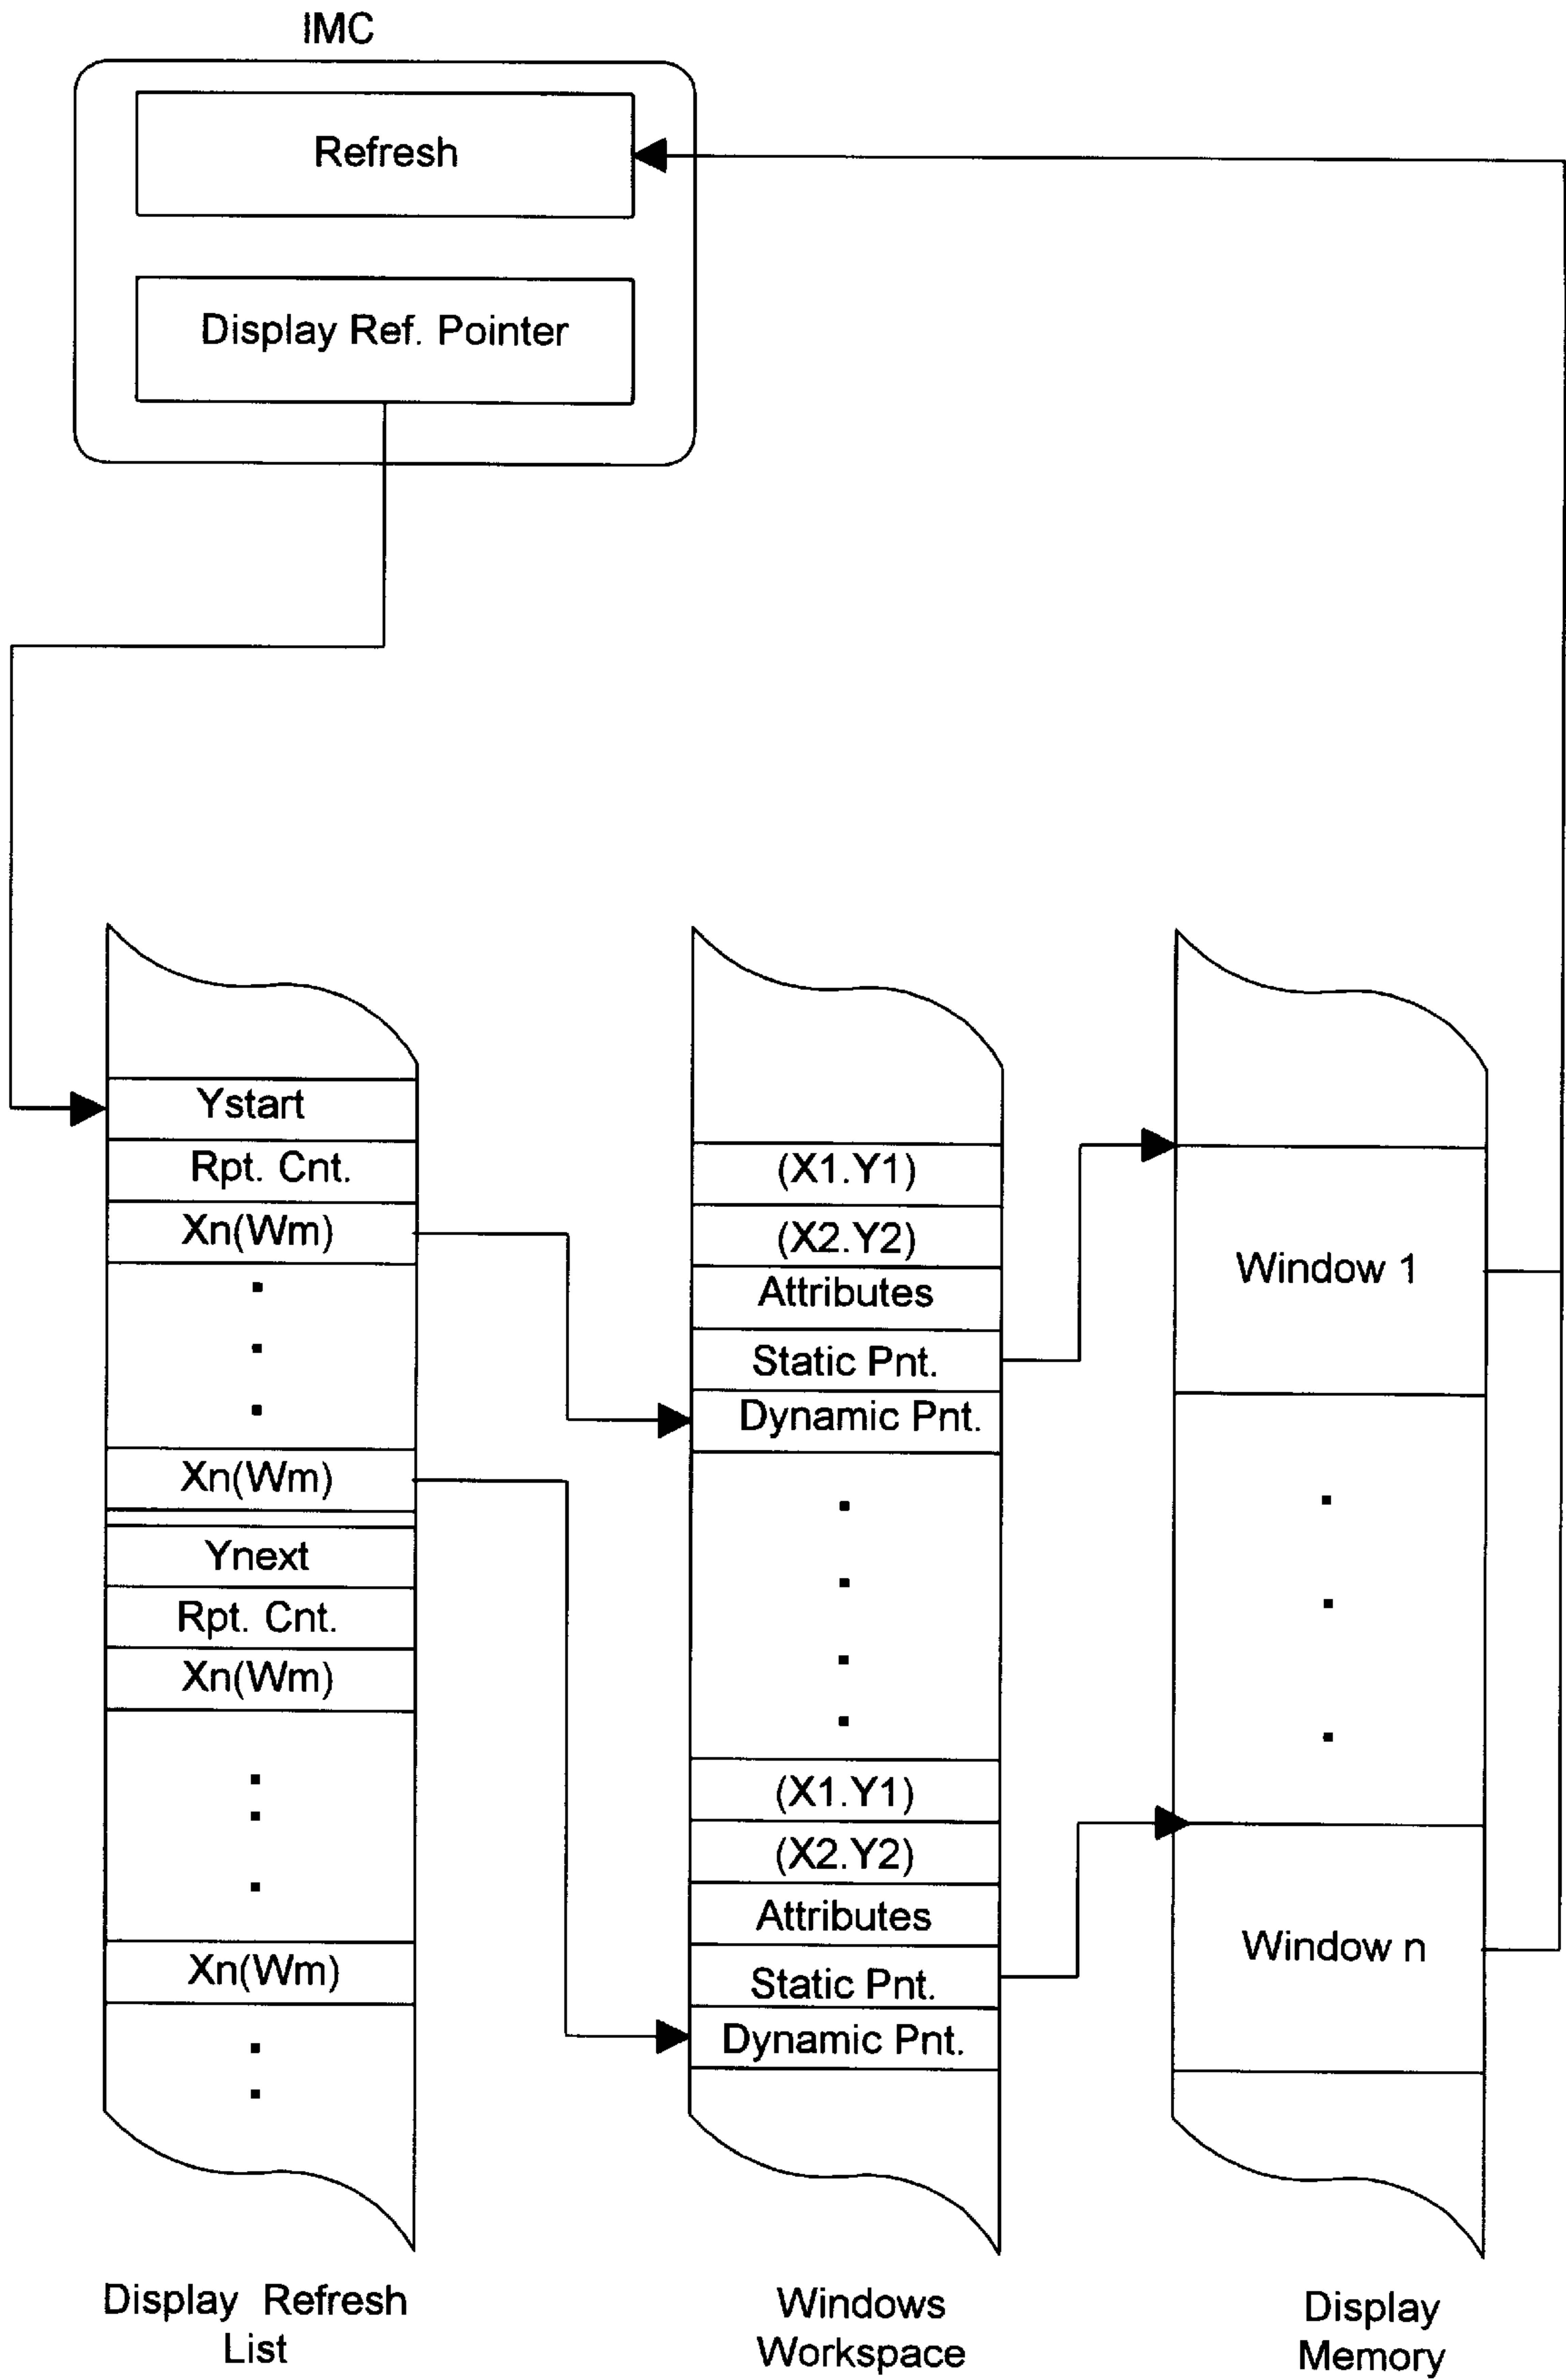 IMC
Refresh
Display Ref. Pointer
Ystart
Rpt. Cnt.
Xn(Wm)
Xn(Wm)
Ynext
Rpt. Cnt.
Xn(Wm)
Xn(Wm)
Display Refresh
List
(X1.Y1)
(X2.Y2)
Attributes
Static Pnt.
Dynamic Pnt.
(X1.Y1)
(X2.Y2)
Attributes
Static Pnt.
Dynamic Pnt.
Windows
Workspace
Window 1
Window n
Display
Memory